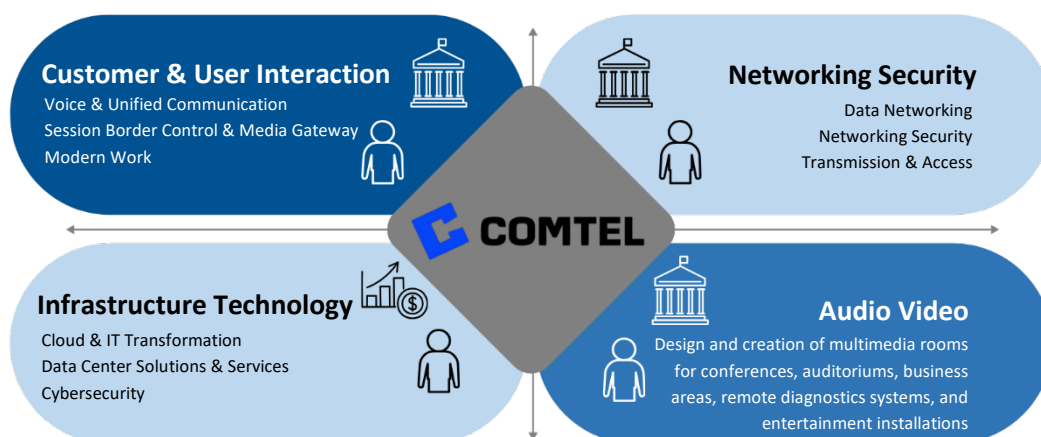 Customer & User Interaction
Voice & Unified Communication
Session Border Control & Media Gateway
Modern Work
Networking Security
Data Networking
Networking Security
Transmission & Access
COMTEL
Infrastructure Technology
Cloud & IT Transformation
Data Center Solutions & Services
Cybersecurity
$
Audio Video
Design and creation of multimedia rooms
for conferences, auditoriums, business
areas, remote diagnostics systems, and
entertainment installations